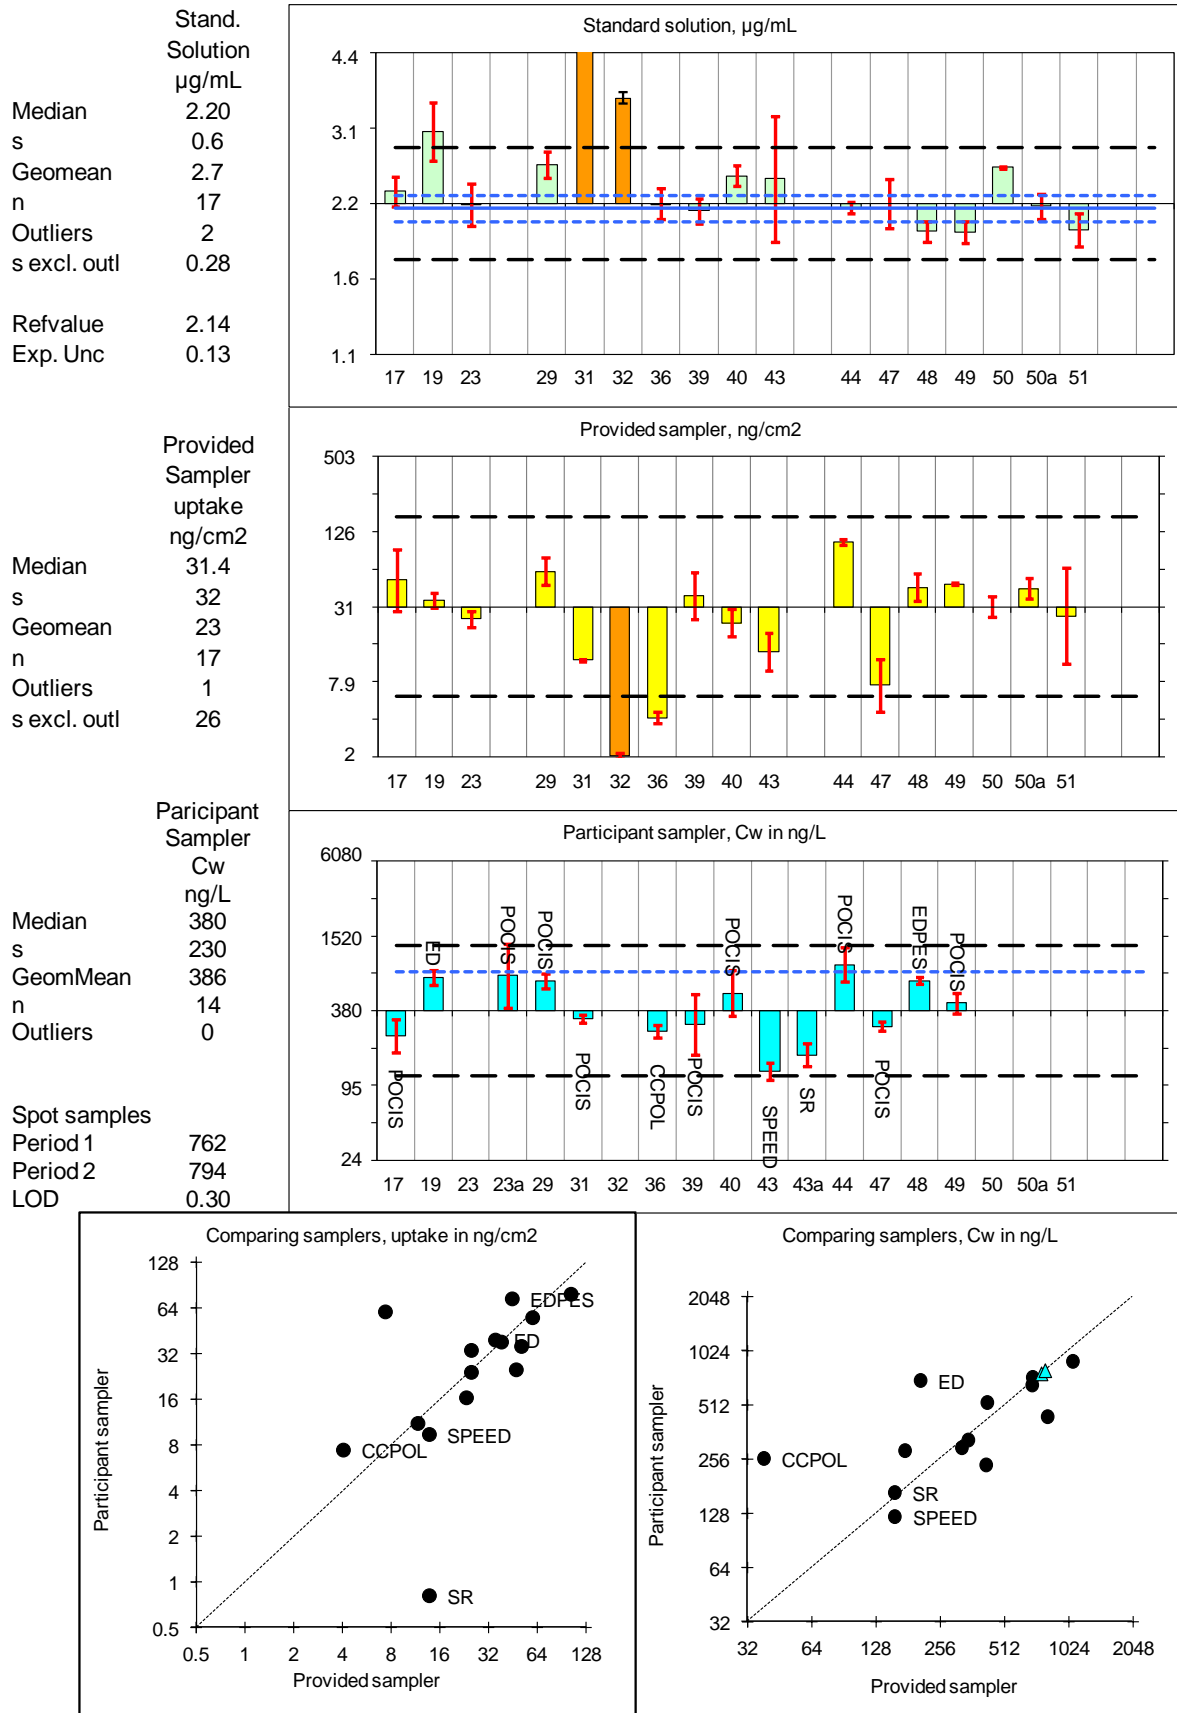 Stand.
Solution
µg/mL
Median 2.20
s 0.6
Geomean 2.7
n 17
Outliers 2
s excl. outl 0.28
Refvalue 2.14
Exp. Unc 0.13
Standard solution, µg/mL
4.4
3.1
2.2
1.6
1.1
17 19 23 29 31 32 36 39 40 43 44 47 48 49 50 50a 51
Provided
Sampler
uptake
ng/cm2
Median 31.4
s 32
Geomean 23
n 17
Outliers 1
s excl. outl 26
Provided sampler, ng/cm2
503
126
31
7.9
2
17 19 23 29 31 32 36 39 40 43 44 47 48 49 50 50a 51
Paricipant
Sampler
Cw
ng/L
Median 380
s 230
GeomMean 386
n 14
Outliers 0
Spot samples
Period 1 762
Period 2 794
LOD 0.30
Participant sampler, Cw in ng/L
6080
1520
380
95
24
POCIS
ED
POCIS
POCIS
POCIS
CCPOL
POCIS
POCIS
SPEED
SR
POCIS
POCIS
EDPES
POCIS
17 19 23 23a 29 31 32 36 39 40 43 43a 44 47 48 49 50 50a 51
Comparing samplers, uptake in ng/cm2
128
64
32
16
8
4
2
1
0.5
Participant sampler
EDPES
ED
SPEED
CCPOL
SR
0.5 1 2 4 8 16 32 64 128
Provided sampler
Comparing samplers, Cw in ng/L
2048
1024
512
256
128
64
32
Participant sampler
ED
CCPOL
SR
SPEED
32 64 128 256 512 1024 2048
Provided sampler